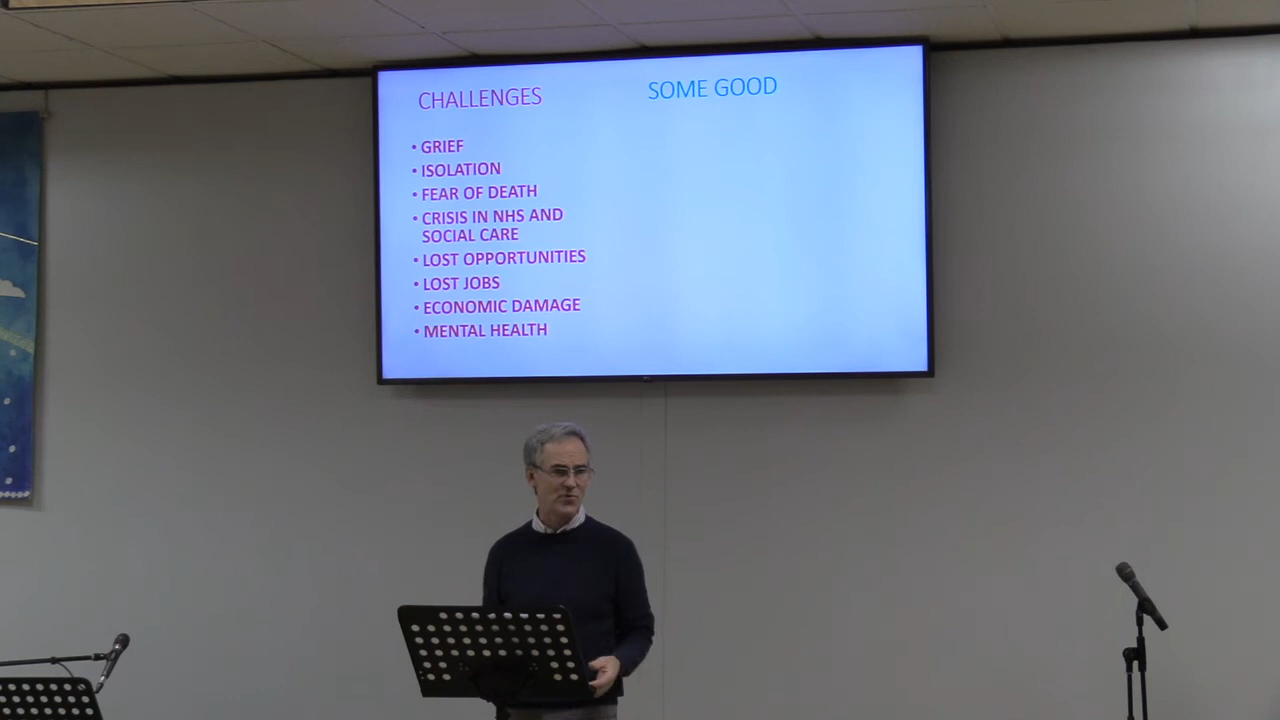 CHALLENGES
• GRIEF
• ISOLATION
• FEAR OF DEATH
• CRISIS IN NHS AND
SOCIAL CARE
• LOST OPPORTUNITIES
• LOST JOBS
• ECONOMIC DAMAGE
• MENTAL HEALTH
SOME GOOD